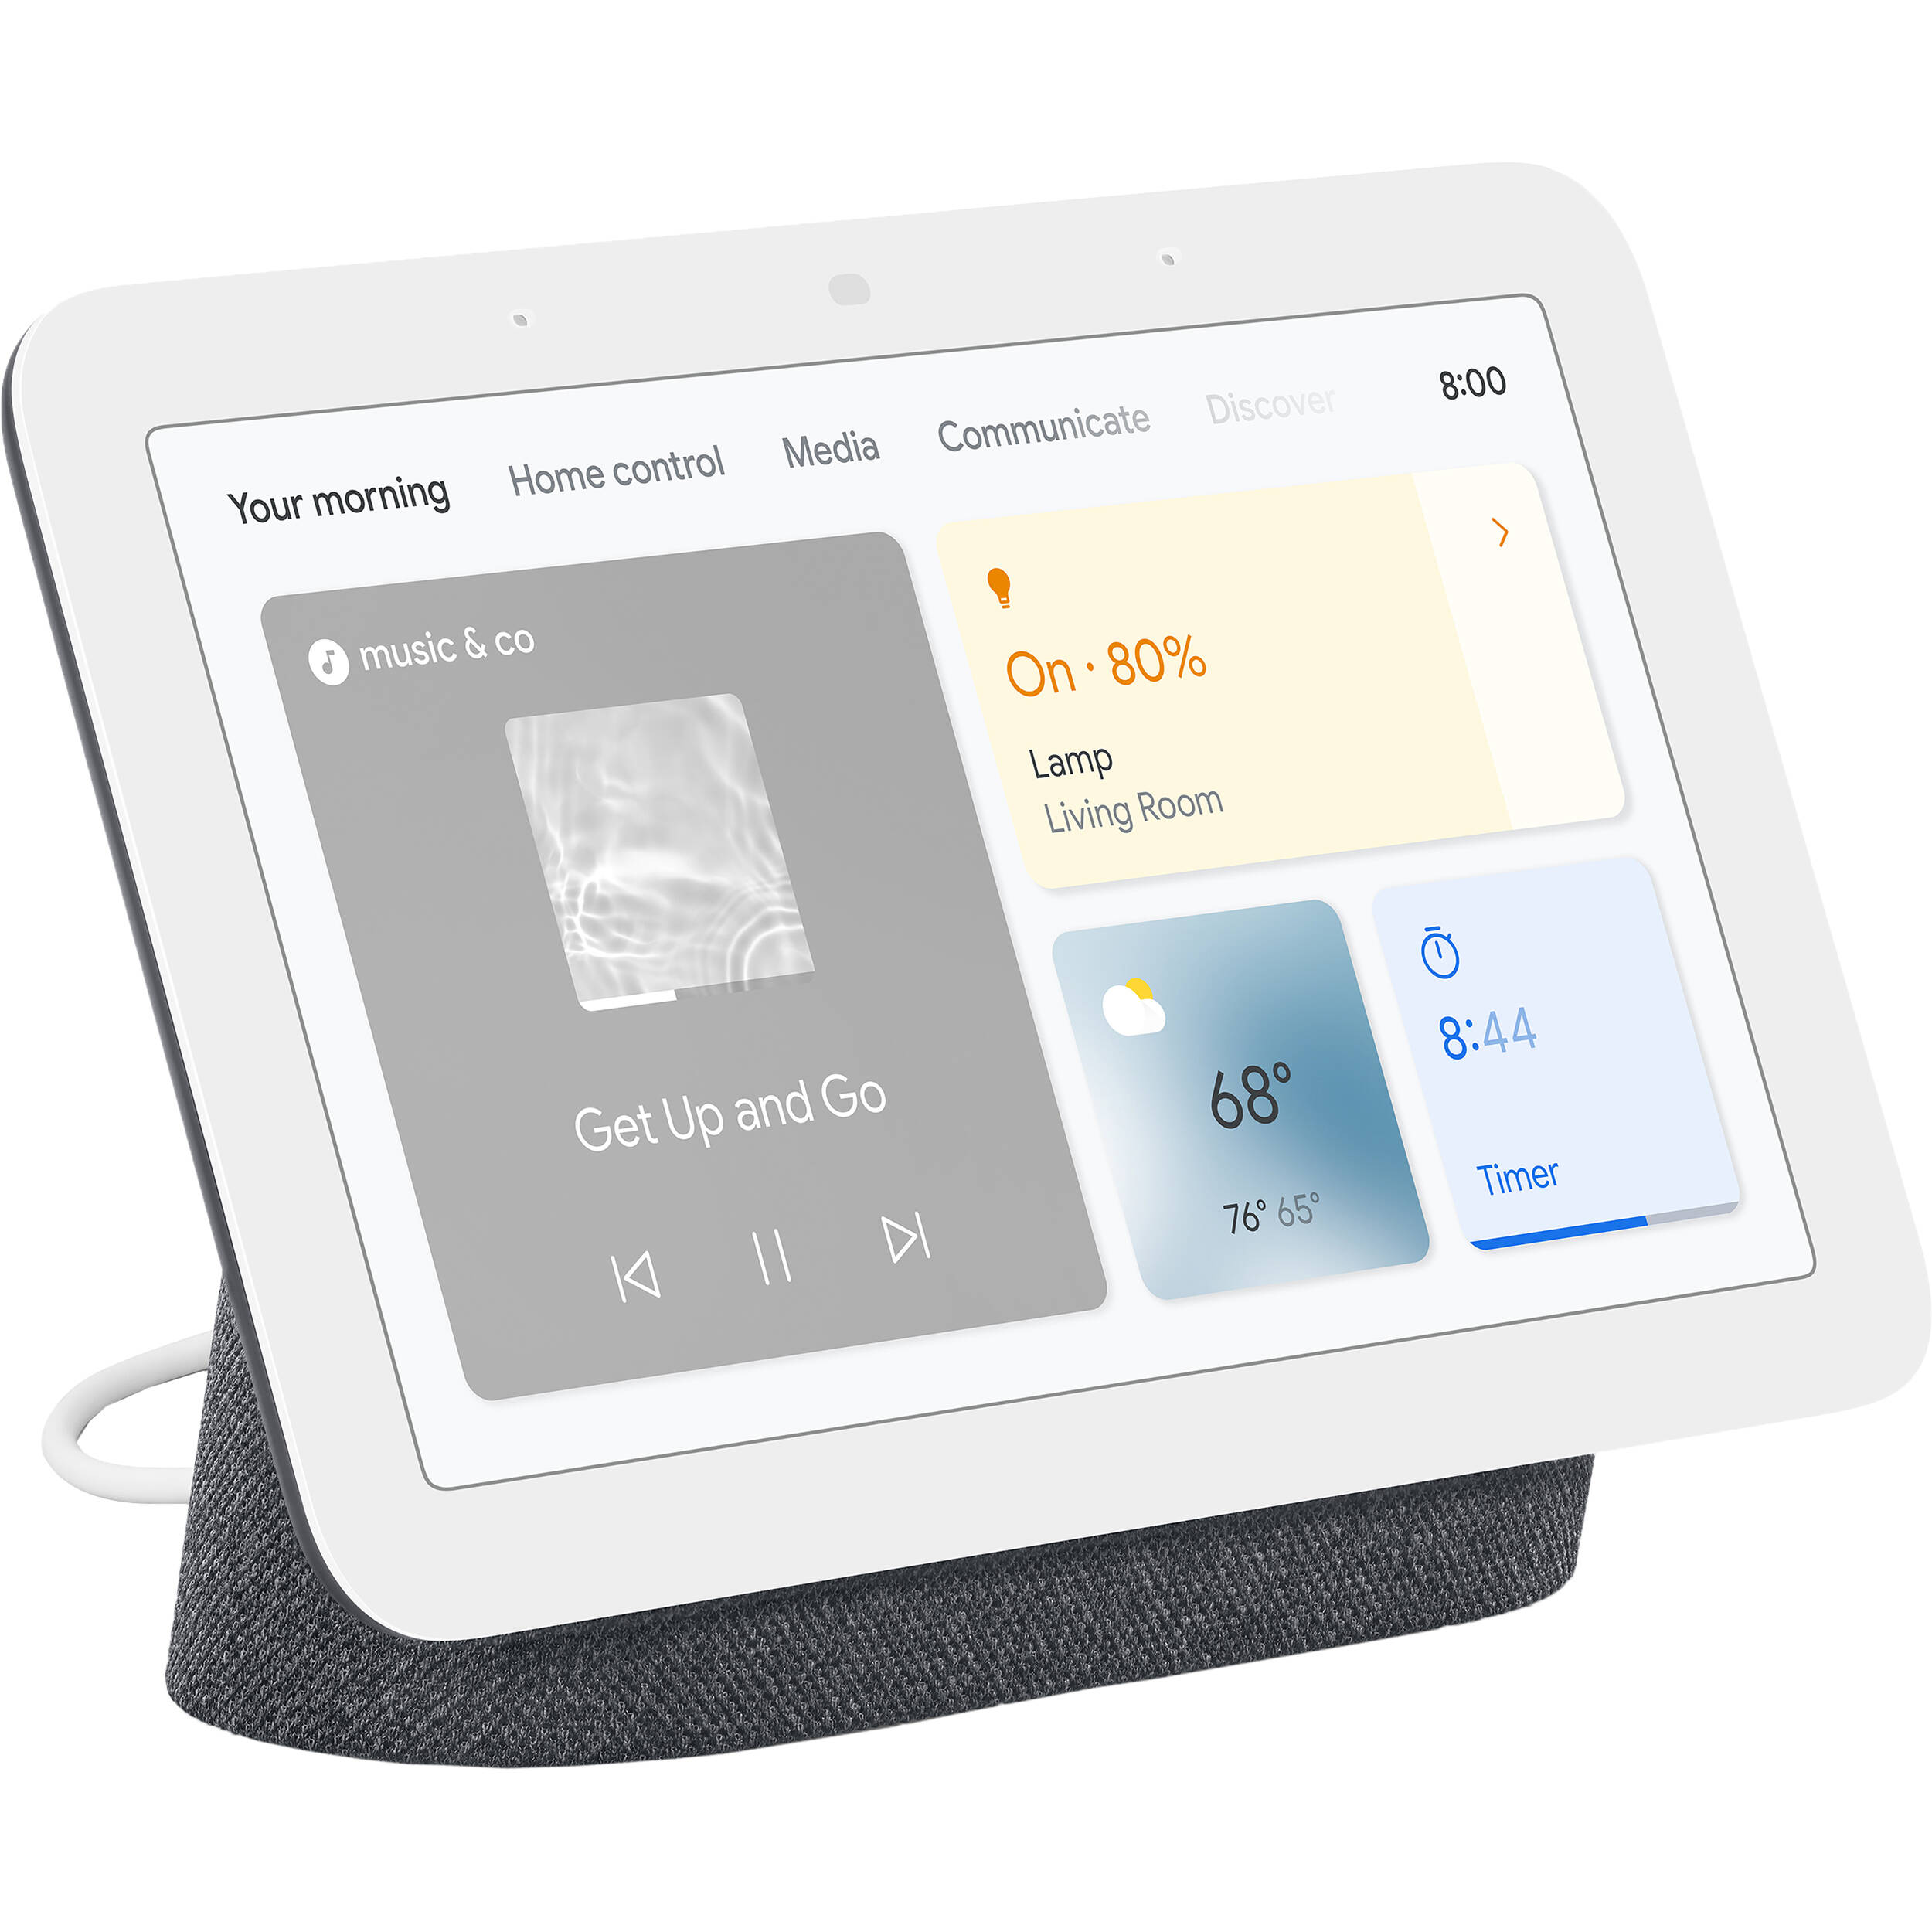 Your morning Home control Media Communicate Discover 8:00
music & co
Get Up and Go
On · 80%
Lamp
Living Room
68°
76° 65°
8:44
Timer